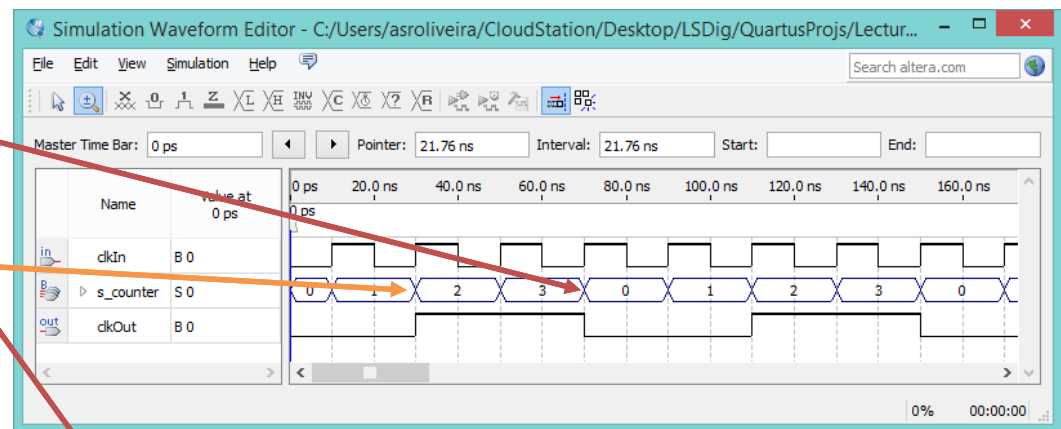 Simulation Waveform Editor - C:/Users/asroliveira/CloudStation/Desktop/LSDig/QuartusProjs/Lectur...
File Edit View Simulation Help
Search altera.com
Master Time Bar: 0 ps Pointer: 21.76 ns Interval: 21.76 ns Start: End:
Name Value at 0 ps
0 ps 20.0 ns 40.0 ns 60.0 ns 80.0 ns 100.0 ns 120.0 ns 140.0 ns 160.0 ns
0 ps
in clkIn B 0
B s_counter S 0 0 1 2 3 0 1 2 3 0
out clkOut B 0
0% 00:00:00